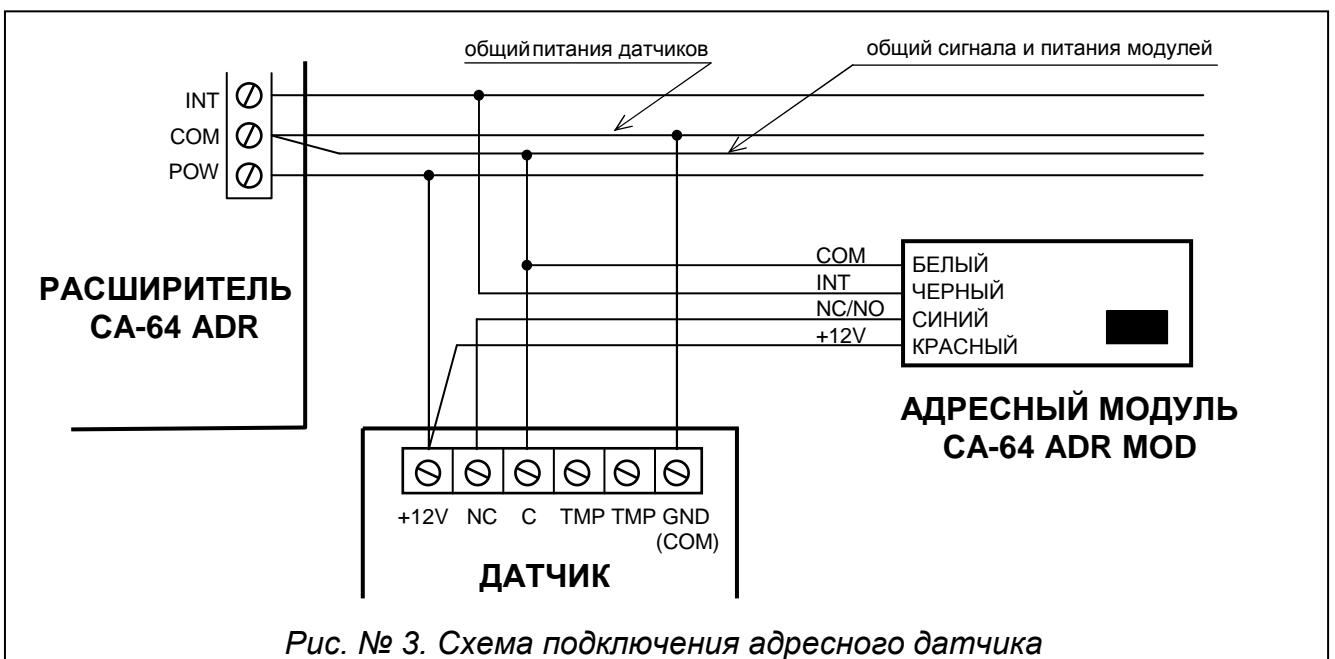 общий питания датчиков
общий сигнала и питания модулей
INT
COM
POW
РАСШИРИТЕЛЬ
CA-64 ADR
COM
INT
NC/NO
+12V
БЕЛЫЙ
ЧЕРНЫЙ
СИНИЙ
КРАСНЫЙ
АДРЕСНЫЙ МОДУЛЬ
CA-64 ADR MOD
+12V NC C TMP TMP GND
(COM)
ДАТЧИК
Рис. № 3. Схема подключения адресного датчика